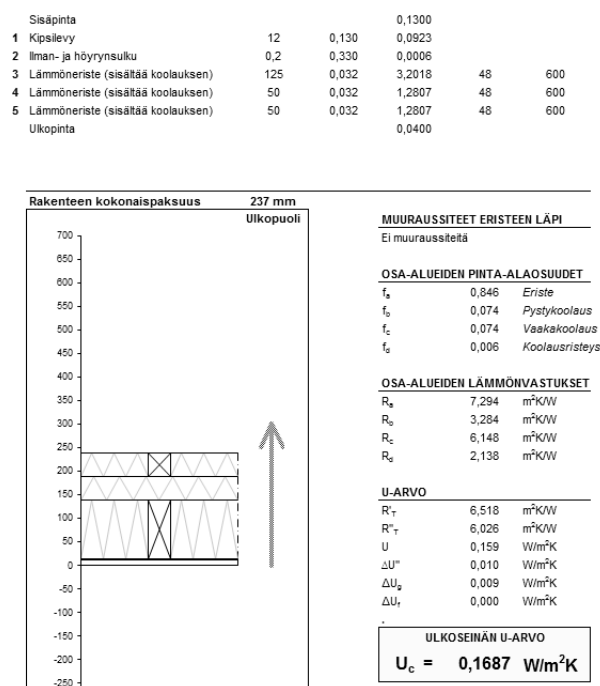 Sisäpinta 0,1300
1 Kipsilevy 12 0,130 0,0923
2 Ilman- ja höyrynsulku 0,2 0,330 0,0006
3 Lämmöneriste (sisältää koolauksen) 125 0,032 3,2018 48 600
4 Lämmöneriste (sisältää koolauksen) 50 0,032 1,2807 48 600
5 Lämmöneriste (sisältää koolauksen) 50 0,032 1,2807 48 600
Ulkopinta 0,0400
Rakenteen kokonaispaksuus 237 mm
Ulkopuoli
700
650
600
550
500
450
400
350
300
250
200
150
100
50
0
-50
-100
-150
-200
-250
MUURAUSSITEET ERISTEEN LÄPI
Ei muuraussiteitä
OSA-ALUEIDEN PINTA-ALAOSUUDET
fa 0,846 Eriste
fb 0,074 Pystykoolaus
fc 0,074 Vaakakoolaus
fd 0,006 Koolausristeys
OSA-ALUEIDEN LÄMMÖNVASTUKSET
Ra 7,294 m²K/W
Rb 3,284 m²K/W
Rc 6,148 m²K/W
Rd 2,138 m²K/W
U-ARVO
R'T 6,518 m²K/W
R"T 6,026 m²K/W
U 0,159 W/m²K
ΔU" 0,010 W/m²K
ΔUg 0,009 W/m²K
ΔUf 0,000 W/m²K
ULKOSEINÄN U-ARVO
Uc = 0,1687 W/m²K